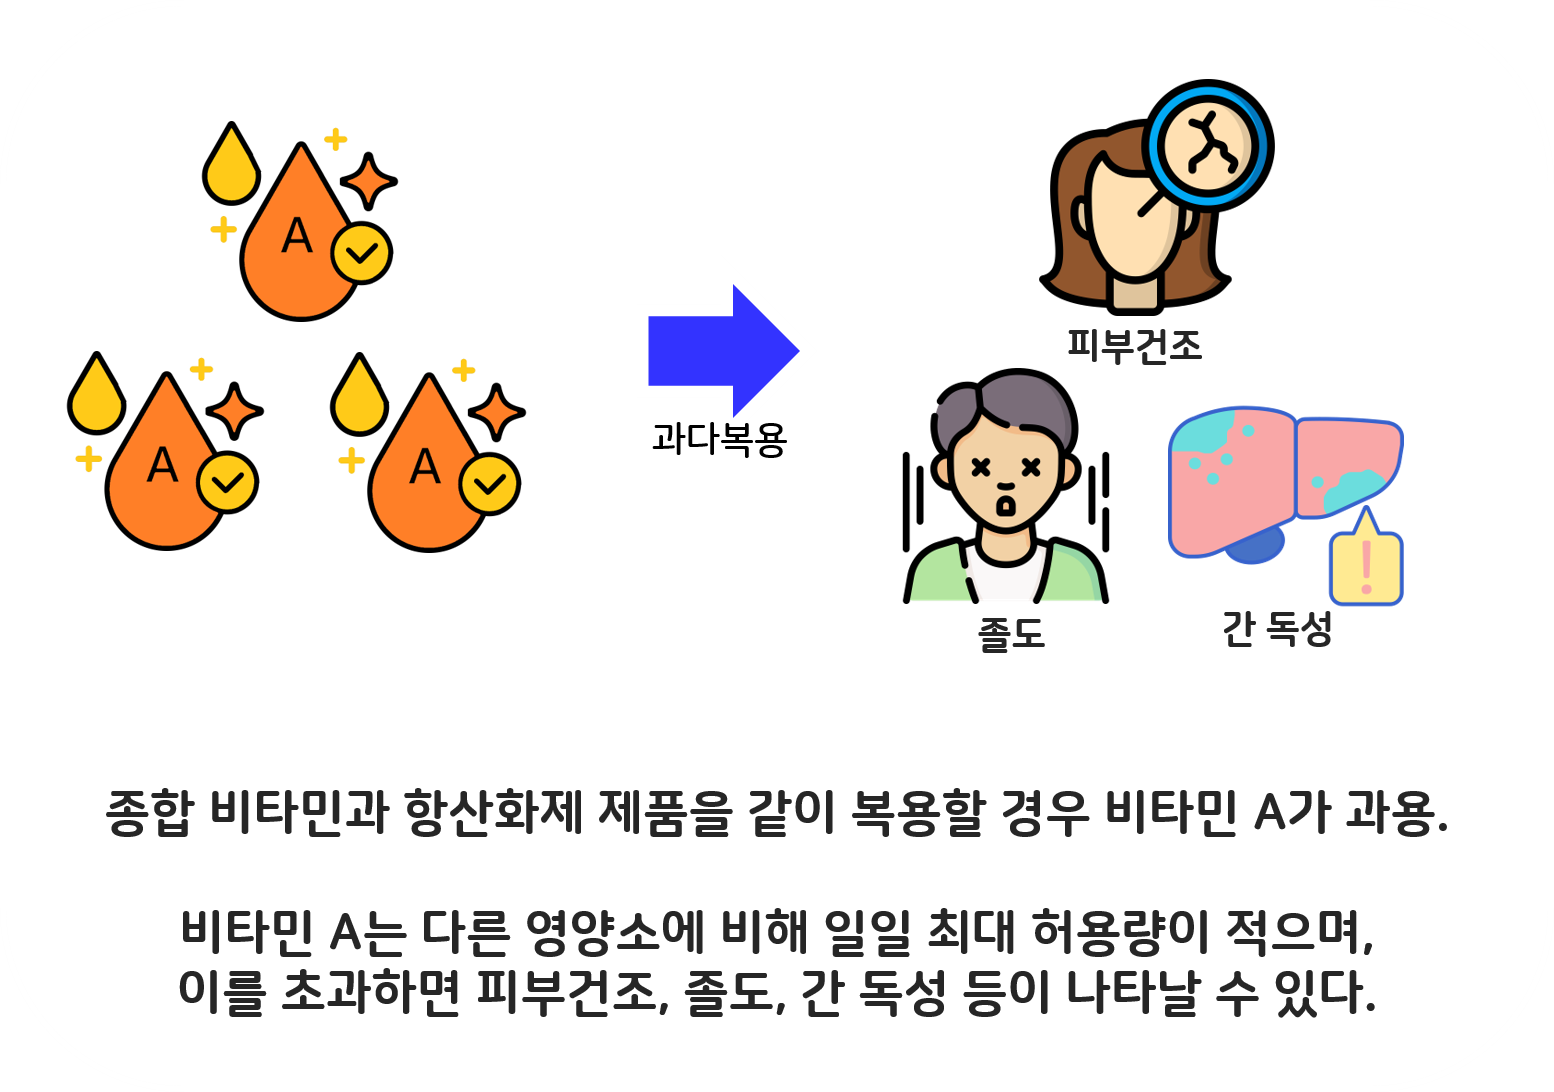 A
A
A
과다복용
피부건조
졸도
간 독성
종합 비타민과 항산화제 제품을 같이 복용할 경우 비타민 A가 과용.
비타민 A는 다른 영양소에 비해 일일 최대 허용량이 적으며,
이를 초과하면 피부건조, 졸도, 간 독성 등이 나타날 수 있다.